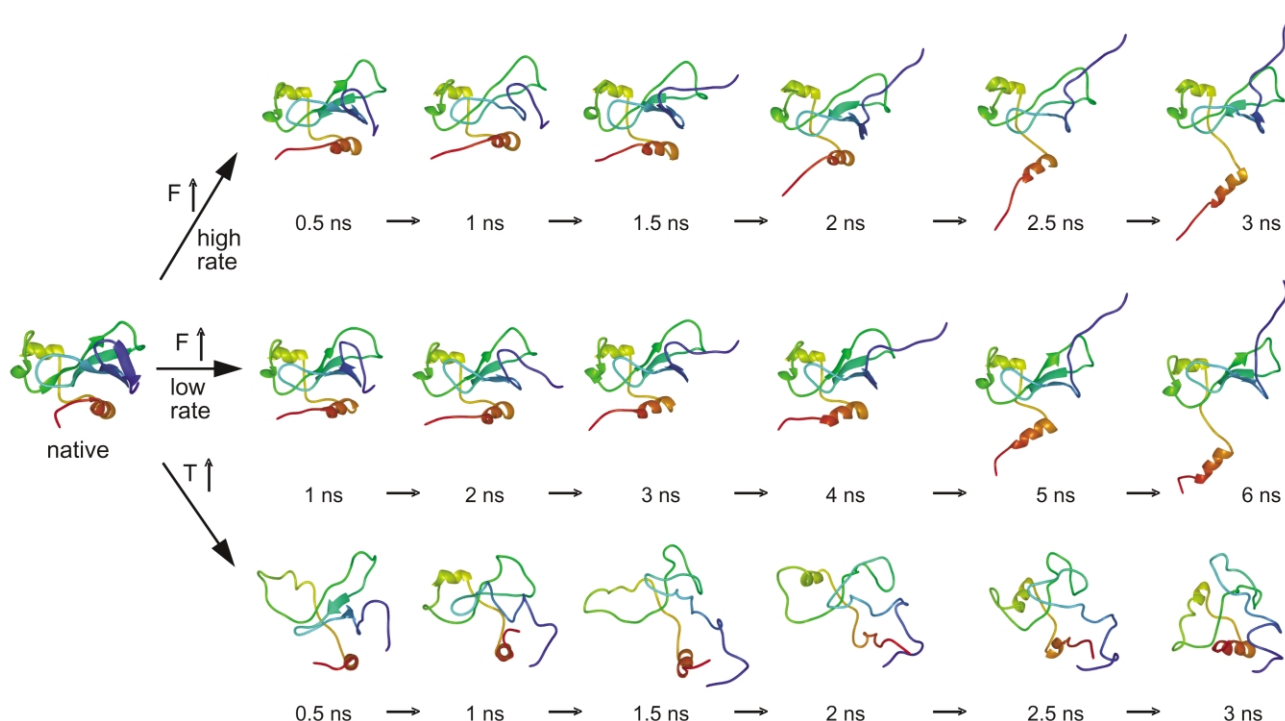 F ↑
high
rate
0.5 ns → 1 ns → 1.5 ns → 2 ns → 2.5 ns → 3 ns
native
F ↑
low
rate
1 ns → 2 ns → 3 ns → 4 ns → 5 ns → 6 ns
T ↑
0.5 ns → 1 ns → 1.5 ns → 2 ns → 2.5 ns → 3 ns